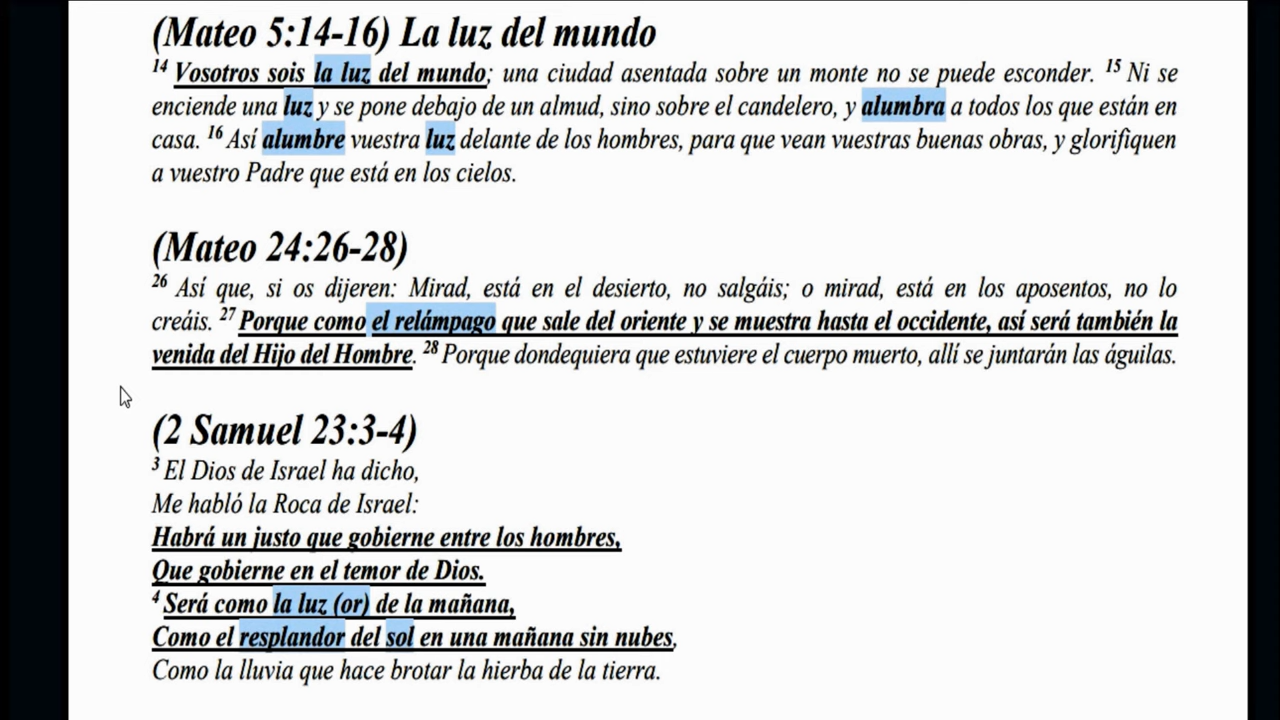 (Mateo 5:14-16) La luz del mundo
14 Vosotros sois la luz del mundo; una ciudad asentada sobre un monte no se puede esconder. 15 Ni se
enciende una luz y se pone debajo de un almud, sino sobre el candelero, y alumbra a todos los que están en
casa. 16 Así alumbre vuestra luz delante de los hombres, para que vean vuestras buenas obras, y glorifiquen
a vuestro Padre que está en los cielos.
(Mateo 24:26-28)
26 Así que, si os dijeren: Mirad, está en el desierto, no salgáis; o mirad, está en los aposentos, no lo
creáis. 27 Porque como el relámpago que sale del oriente y se muestra hasta el occidente, así será también la
venida del Hijo del Hombre. 28 Porque dondequiera que estuviere el cuerpo muerto, allí se juntarán las águilas.
(2 Samuel 23:3-4)
3 El Dios de Israel ha dicho,
Me habló la Roca de Israel:
Habrá un justo que gobierne entre los hombres,
Que gobierne en el temor de Dios.
4 Será como la luz (or) de la mañana,
Como el resplandor del sol en una mañana sin nubes,
Como la lluvia que hace brotar la hierba de la tierra.